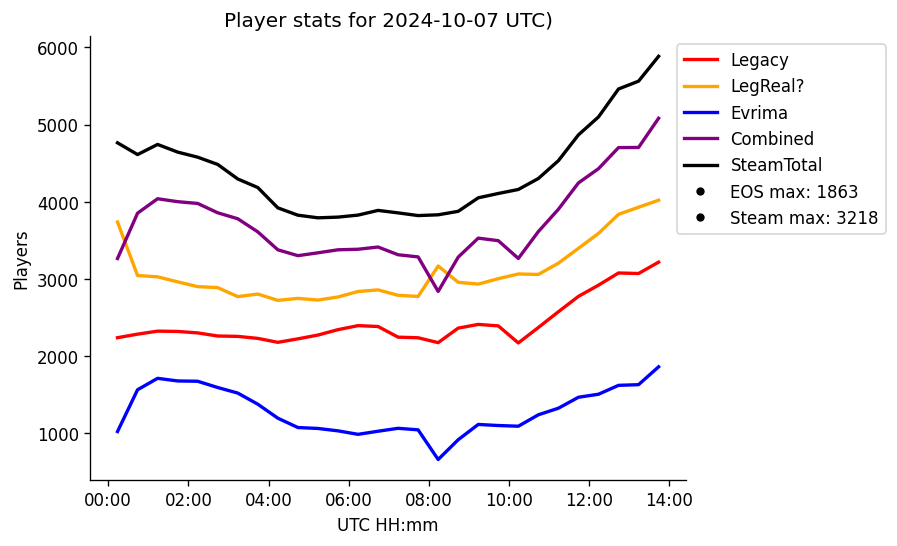 Player stats for 2024-10-07 UTC)
6000
5000
4000
3000
2000
1000
Players
00:00 02:00 04:00 06:00 08:00 10:00 12:00 14:00
UTC HH:mm
Legacy
LegReal?
Evrima
Combined
SteamTotal
EOS max: 1863
Steam max: 3218